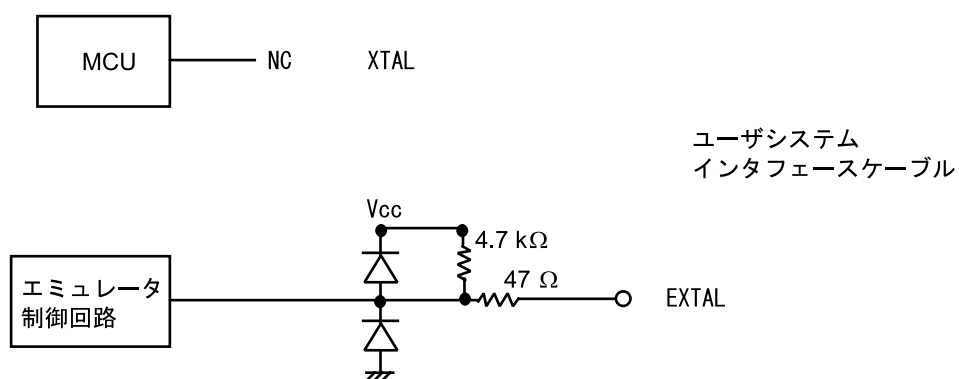 MCU
NC
XTAL
ユーザシステム
インタフェースケーブル
Vcc
4.7 kΩ
47 Ω
エミュレータ
制御回路
EXTAL